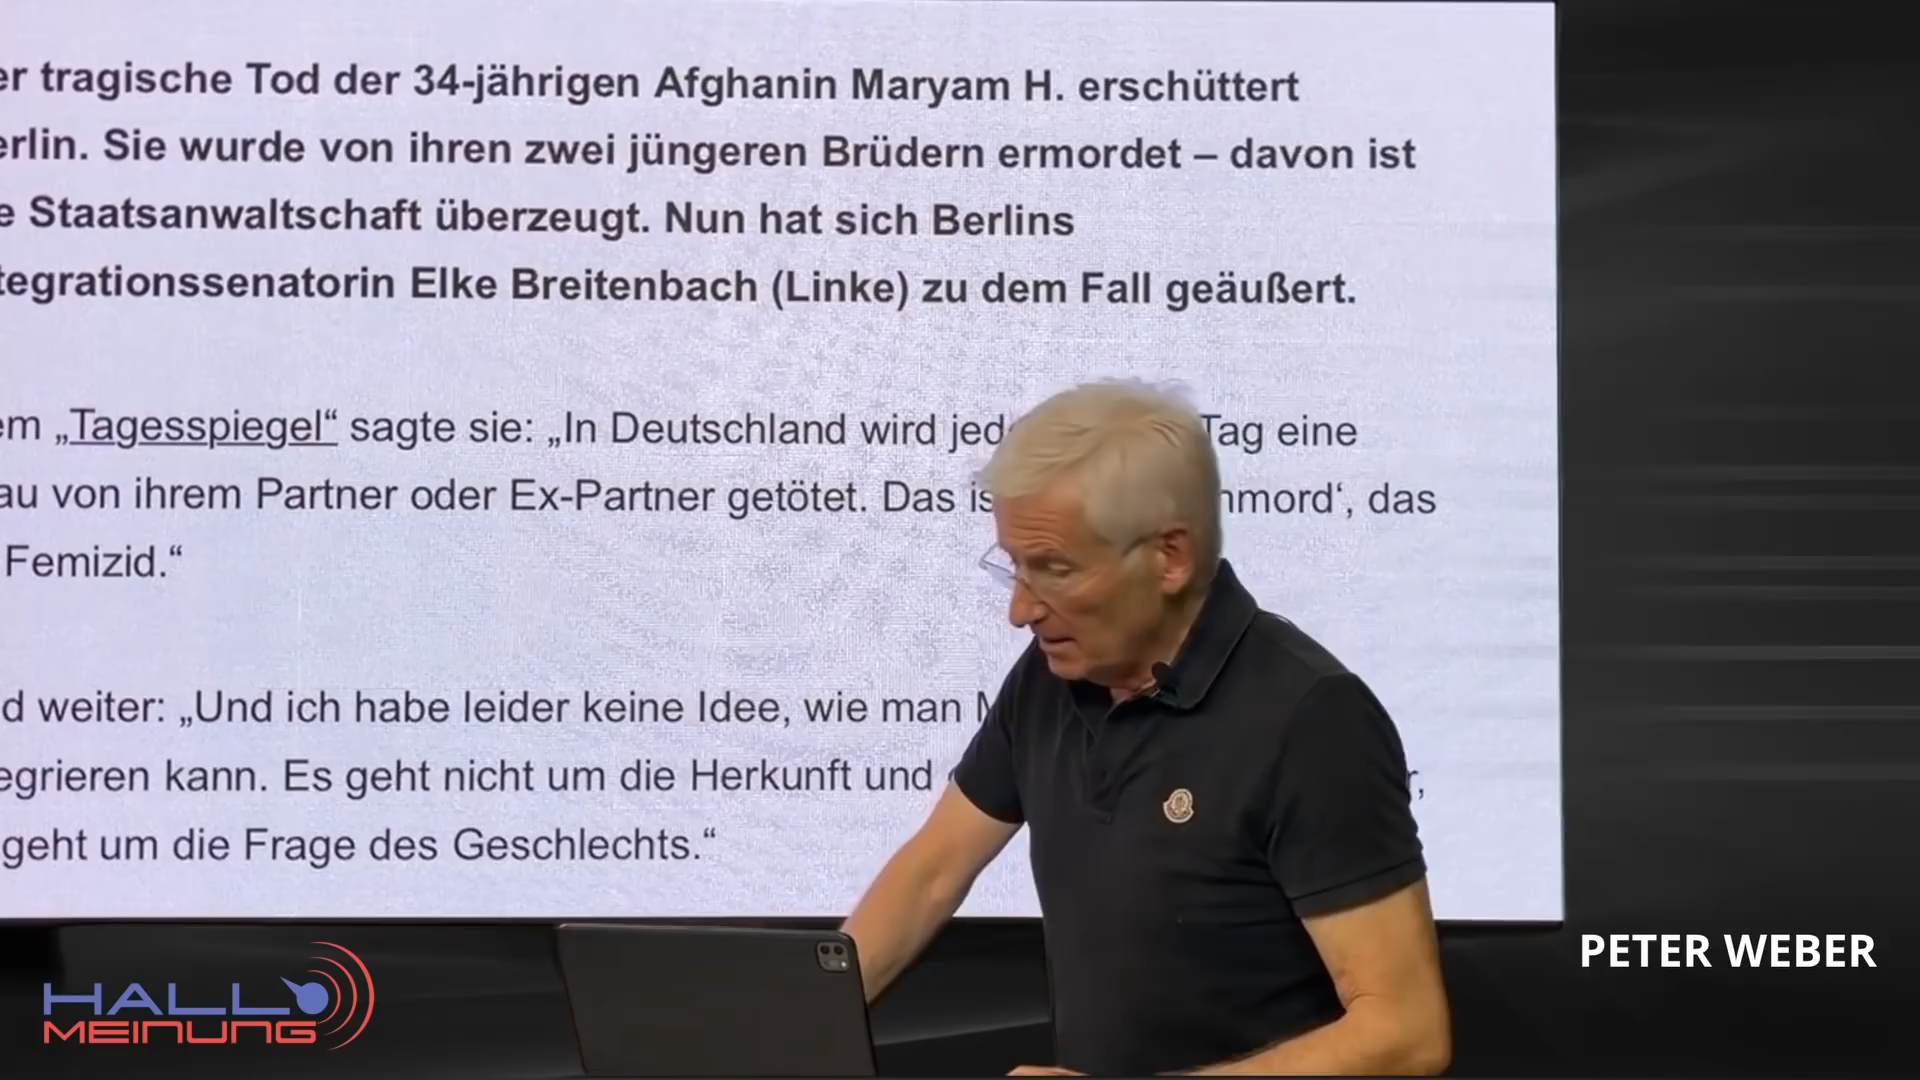 er tragische Tod der 34-jährigen Afghanin Maryam H. erschüttert
erlin. Sie wurde von ihren zwei jüngeren Brüdern ermordet – davon ist
e Staatsanwaltschaft überzeugt. Nun hat sich Berlins
tegrationssenatorin Elke Breitenbach (Linke) zu dem Fall geäußert.
em „Tagesspiegel“ sagte sie: „In Deutschland wird jed Tag eine
au von ihrem Partner oder Ex-Partner getötet. Das is nmord‘, das
Femizid.“
d weiter: „Und ich habe leider keine Idee, wie man M
egrieren kann. Es geht nicht um die Herkunft und r,
geht um die Frage des Geschlechts.“
PETER WEBER
HALLO
MEINUNG